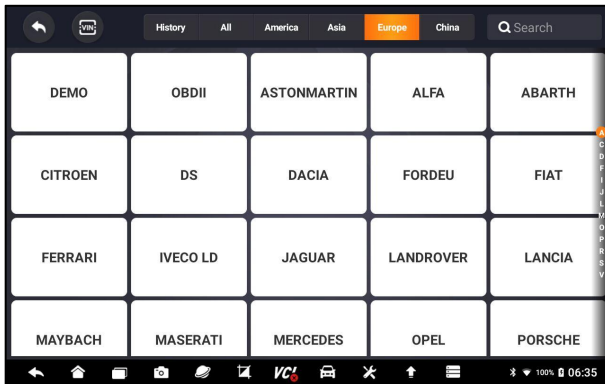 VIN History All America Asia Europe China Search
DEMO OBDII ASTONMARTIN ALFA ABARTH
CITROEN DS DACIA FORDEU FIAT
FERRARI IVECO LD JAGUAR LANDROVER LANCIA
MAYBACH MASERATI MERCEDES OPEL PORSCHE
A
C
D
F
I
J
L
M
O
P
R
S
V
VCI 100% 06:35